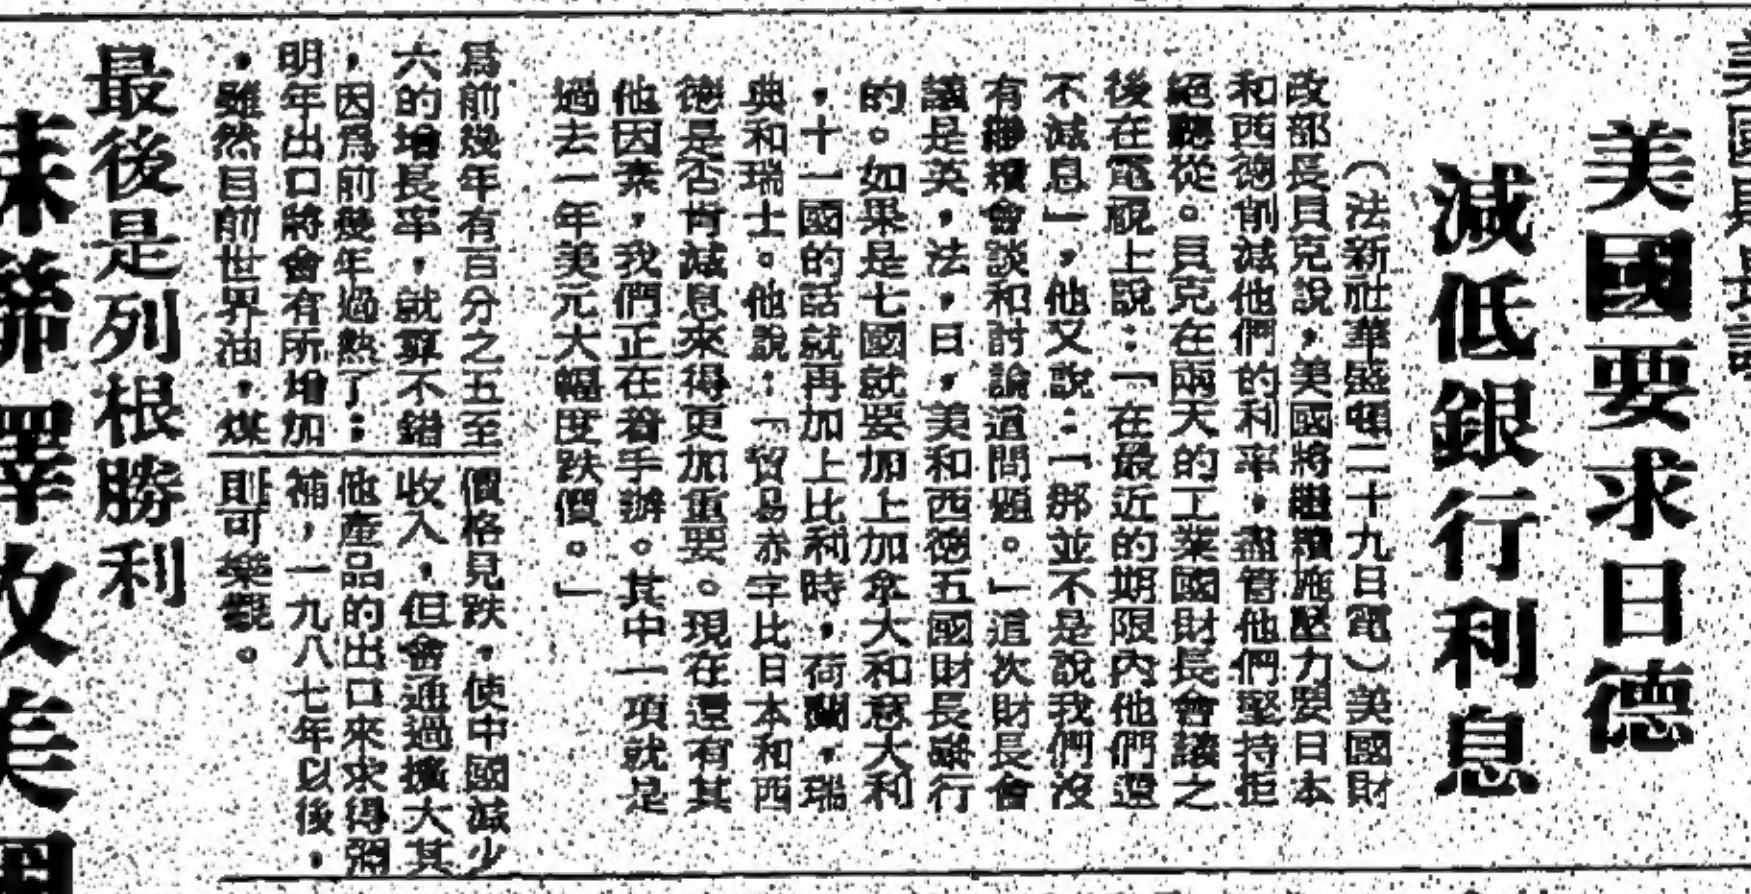 美國要求日德
減低銀行利息
（法新社華盛頓二十九日電）美國財
政部長貝克說，美國將繼續施壓力要日本
和西德削減他們的利率，盡管他們堅持拒
絕聽從。貝克在兩天的工業國財長會議之
後在電視上說：「在最近的期限內他們還
不減息」，他又說：「那並不是說我們沒
有繼續會談和討論這問題。」這次財長會
議是英，法，日，美和西德五國財長舉行
的。如果是七國就要加上加拿大和意大利
，十一國的話就再加上比利時，荷蘭，瑞
典和瑞士。他說：「貿易赤字比日本和西
德是否肯減息來得更加重要。現在還有其
他因素，我們正在着手辦。其中一項就是
過去一年美元大幅度跌價。」
為前幾年有百分之五至
六的增長率，就算不錯
，因為前幾年過熱了；
明年出口將會有所增加
，雖然目前世界油，煤
價格見跌，使中國減少
收入，但會通過擴大其
他產品的出口來求得彌
補，一九八七年以後，
則可樂觀。
最後是列根勝利